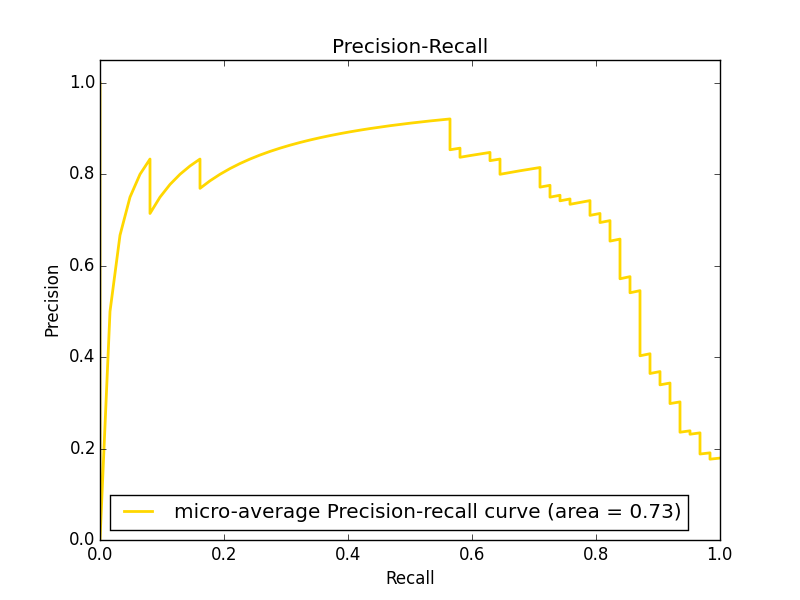 Precision-Recall
1.0
0.8
0.6
0.4
0.2
0.0
Precision
micro-average Precision-recall curve (area = 0.73)
0.0 0.2 0.4 0.6 0.8 1.0
Recall